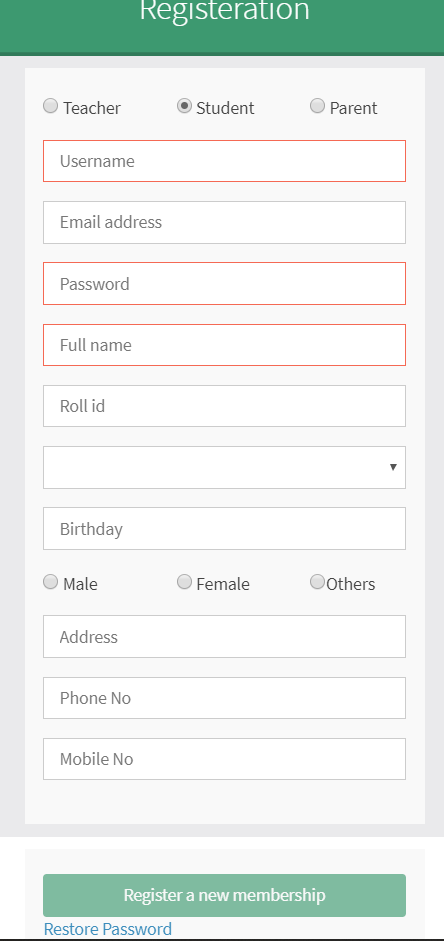 Registeration
Teacher Student Parent
Username
Email address
Password
Full name
Roll id
Birthday
Male Female Others
Address
Phone No
Mobile No
Register a new membership
Restore Password